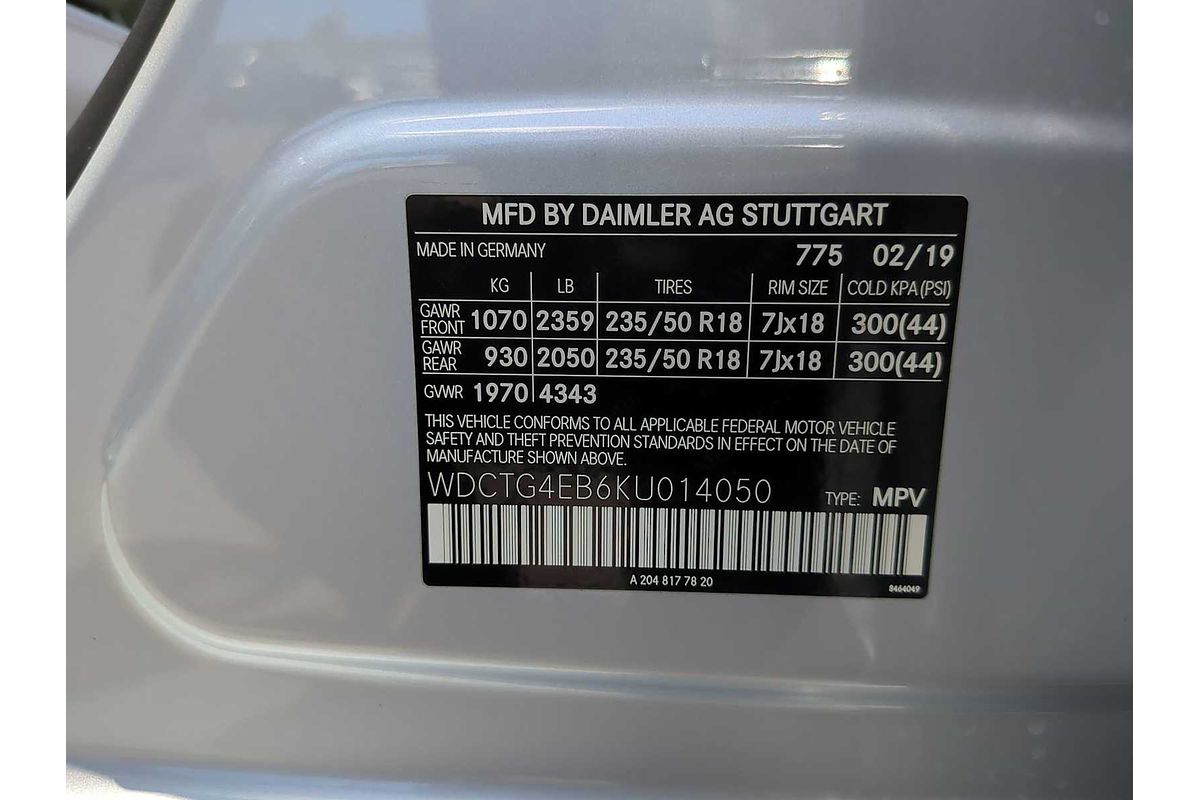 MFD BY DAIMLER AG STUTTGART
MADE IN GERMANY 775 02/19
KG LB TIRES RIM SIZE COLD KPA(PSI)
GAWR FRONT 1070 2359 235/50 R18 7Jx18 300(44)
GAWR REAR 930 2050 235/50 R18 7Jx18 300(44)
GVWR 1970 4343
THIS VEHICLE CONFORMS TO ALL APPLICABLE FEDERAL MOTOR VEHICLE
SAFETY AND THEFT PREVENTION STANDARDS IN EFFECT ON THE DATE OF
MANUFACTURE SHOWN ABOVE.
WDCTG4EB6KU014050 TYPE: MPV
A 204 817 78 20 8464049